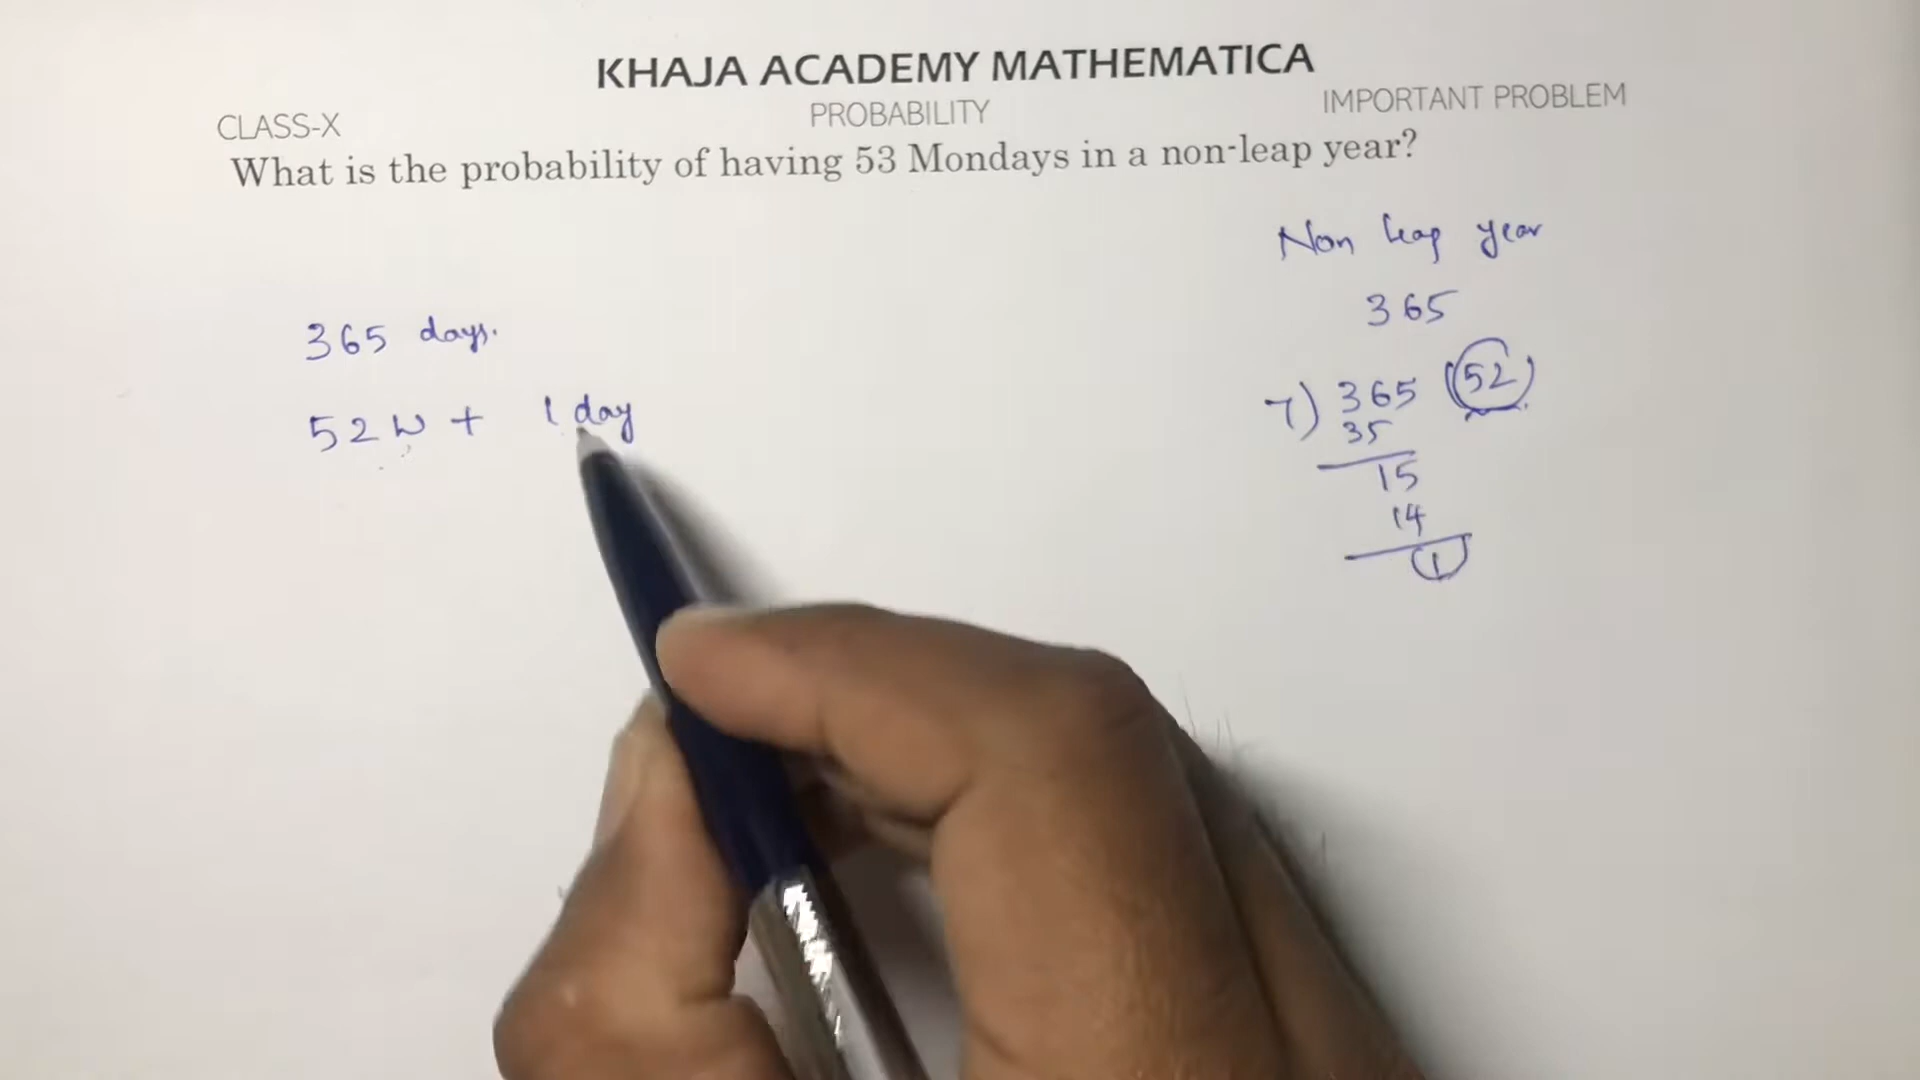 KHAJA ACADEMY MATHEMATICA
CLASS-X PROBABILITY IMPORTANT PROBLEM
What is the probability of having 53 Mondays in a non-leap year?
Non leap year
365
7) 365 (52)
35
15
14
1
365 days.
52 W + 1 day